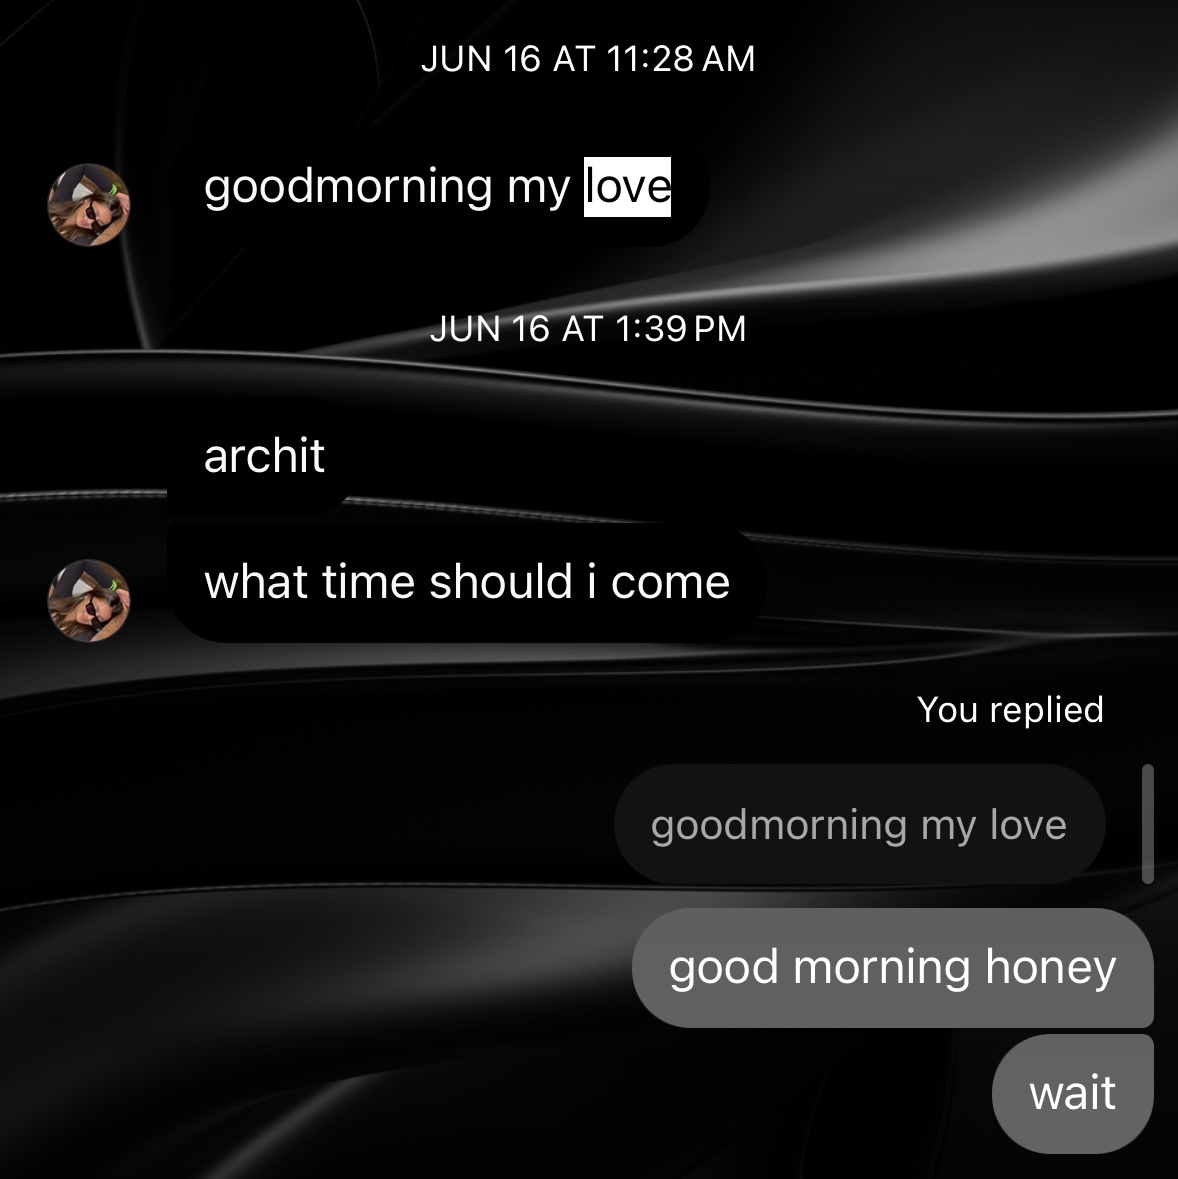 JUN 16 AT 11:28 AM
goodmorning my love
JUN 16 AT 1:39 PM
archit
what time should i come
You replied
goodmorning my love
good morning honey
wait